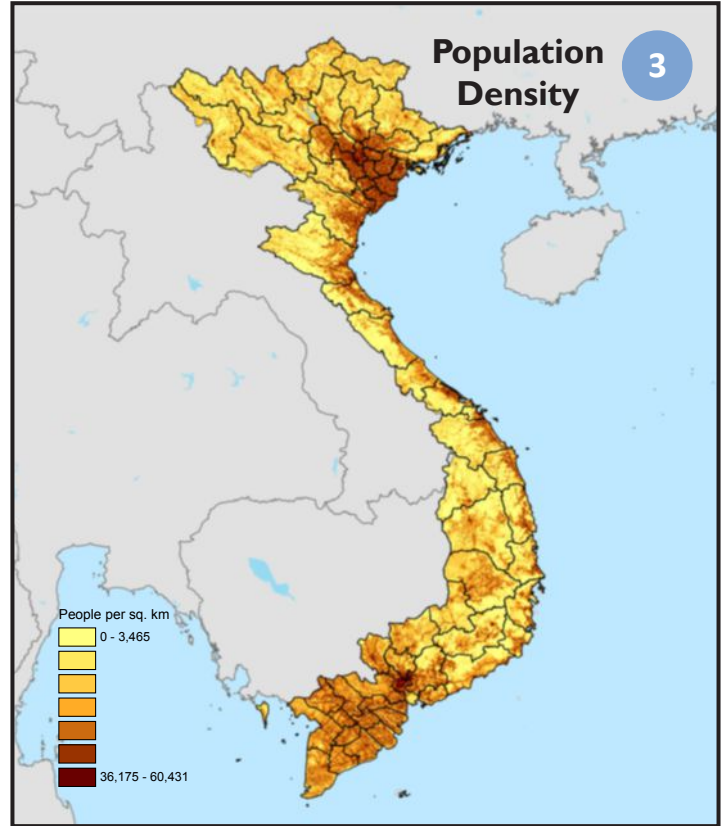 Population
Density
3
People per sq. km
0 - 3,465
36,175 - 60,431